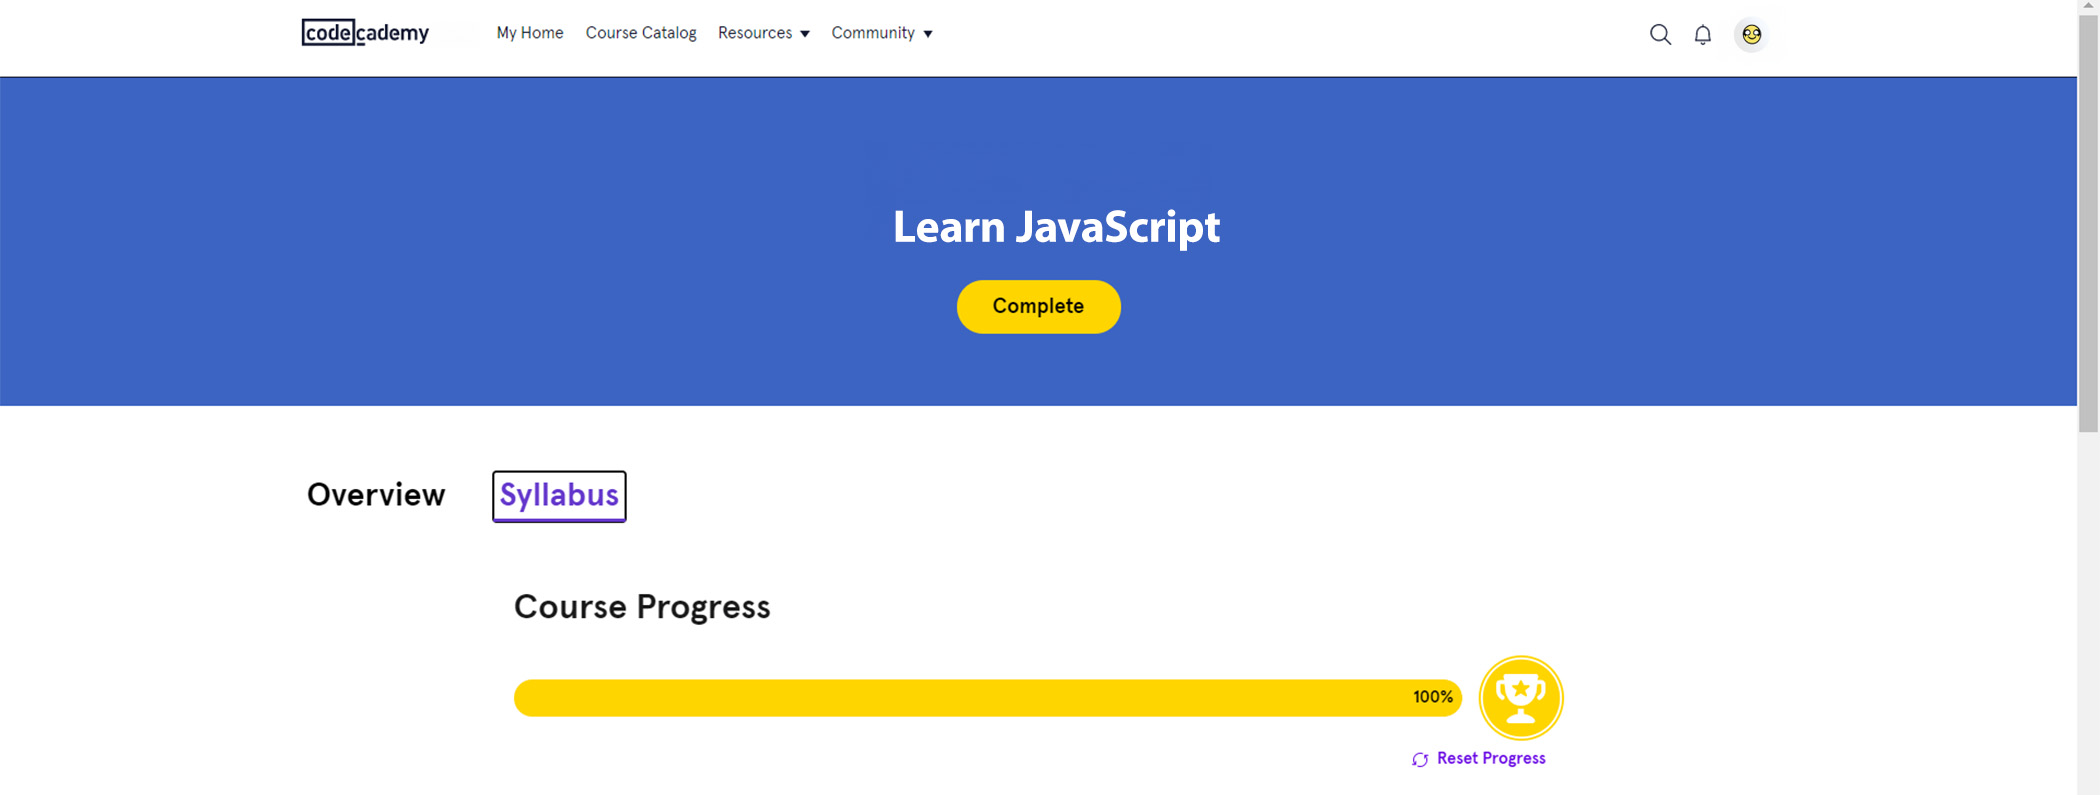 codecademy My Home Course Catalog Resources Community
Learn JavaScript
Complete
Overview Syllabus
Course Progress
100%
Reset Progress